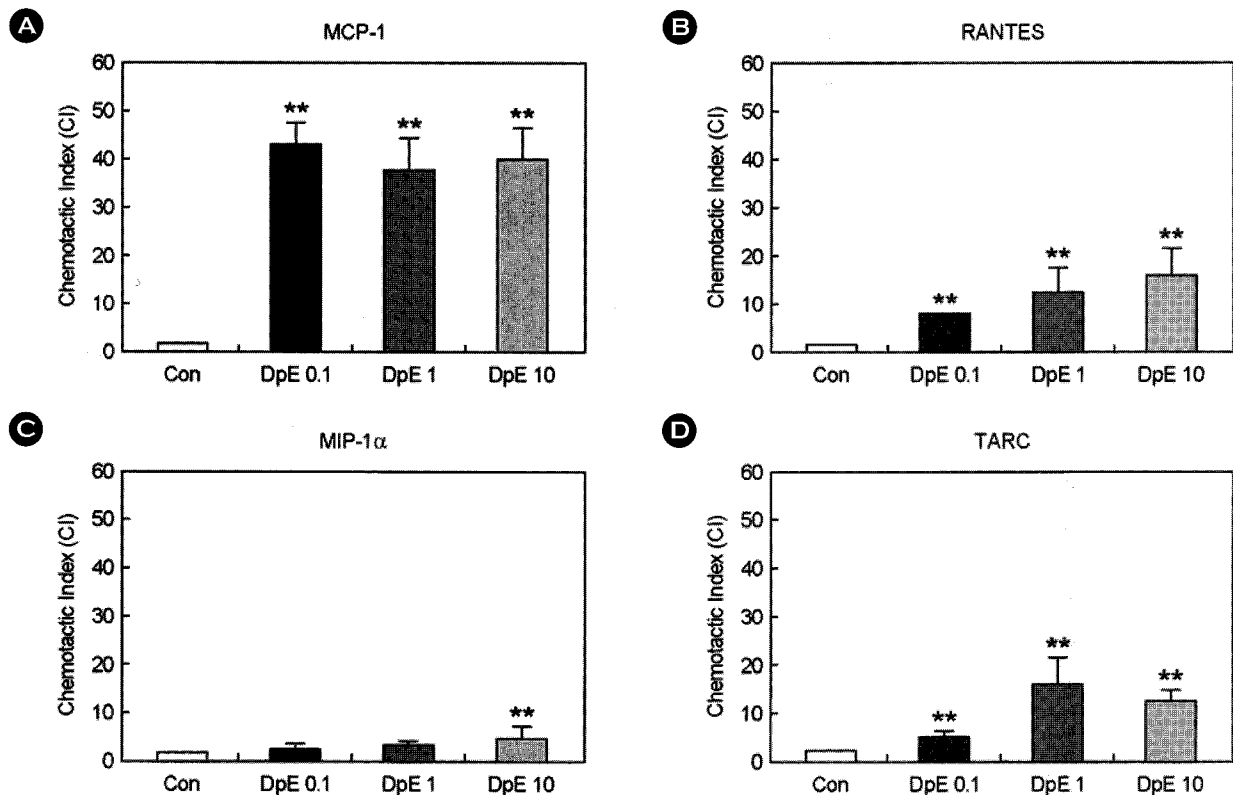 A
MCP-1
Chemotactic Index (CI)
60
50
40
30
20
10
0
**
**
**
Con
DpE 0.1
DpE 1
DpE 10
B
RANTES
Chemotactic Index (CI)
60
50
40
30
20
10
0
**
**
**
Con
DpE 0.1
DpE 1
DpE 10
C
MIP-1α
Chemotactic Index (CI)
60
50
40
30
20
10
0
**
Con
DpE 0.1
DpE 1
DpE 10
D
TARC
Chemotactic Index (CI)
60
50
40
30
20
10
0
**
**
**
Con
DpE 0.1
DpE 1
DpE 10